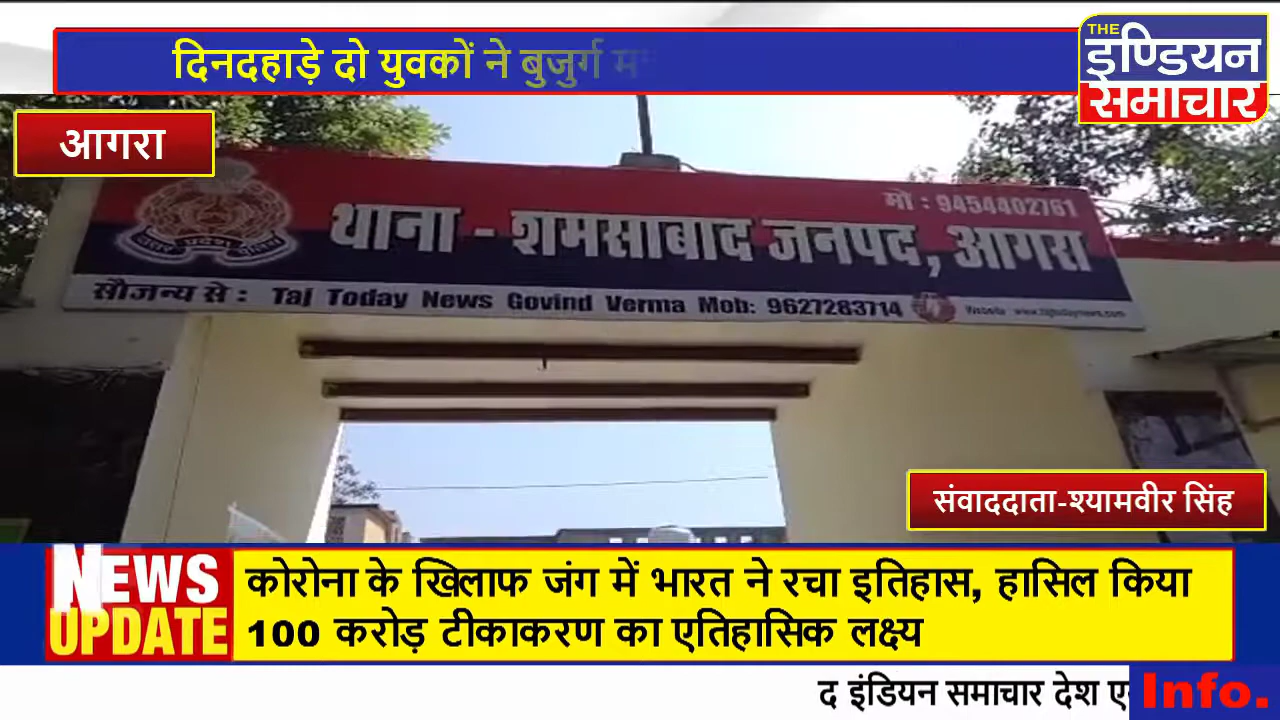 दिनदहाड़े दो युवकों ने बुजुर्ग
THE
इण्डियन
समाचार
आगरा
मो : 9454402761
थाना - शमसाबाद जनपद, आगरा
सौजन्य से : Taj Today News Govind Verma Mob: 9627283714
संवाददाता-श्यामवीर सिंह
NEWS
UPDATE
कोरोना के खिलाफ जंग में भारत ने रचा इतिहास, हासिल किया
100 करोड़ टीकाकरण का एतिहासिक लक्ष्य
द इंडियन समाचार देश
Info.